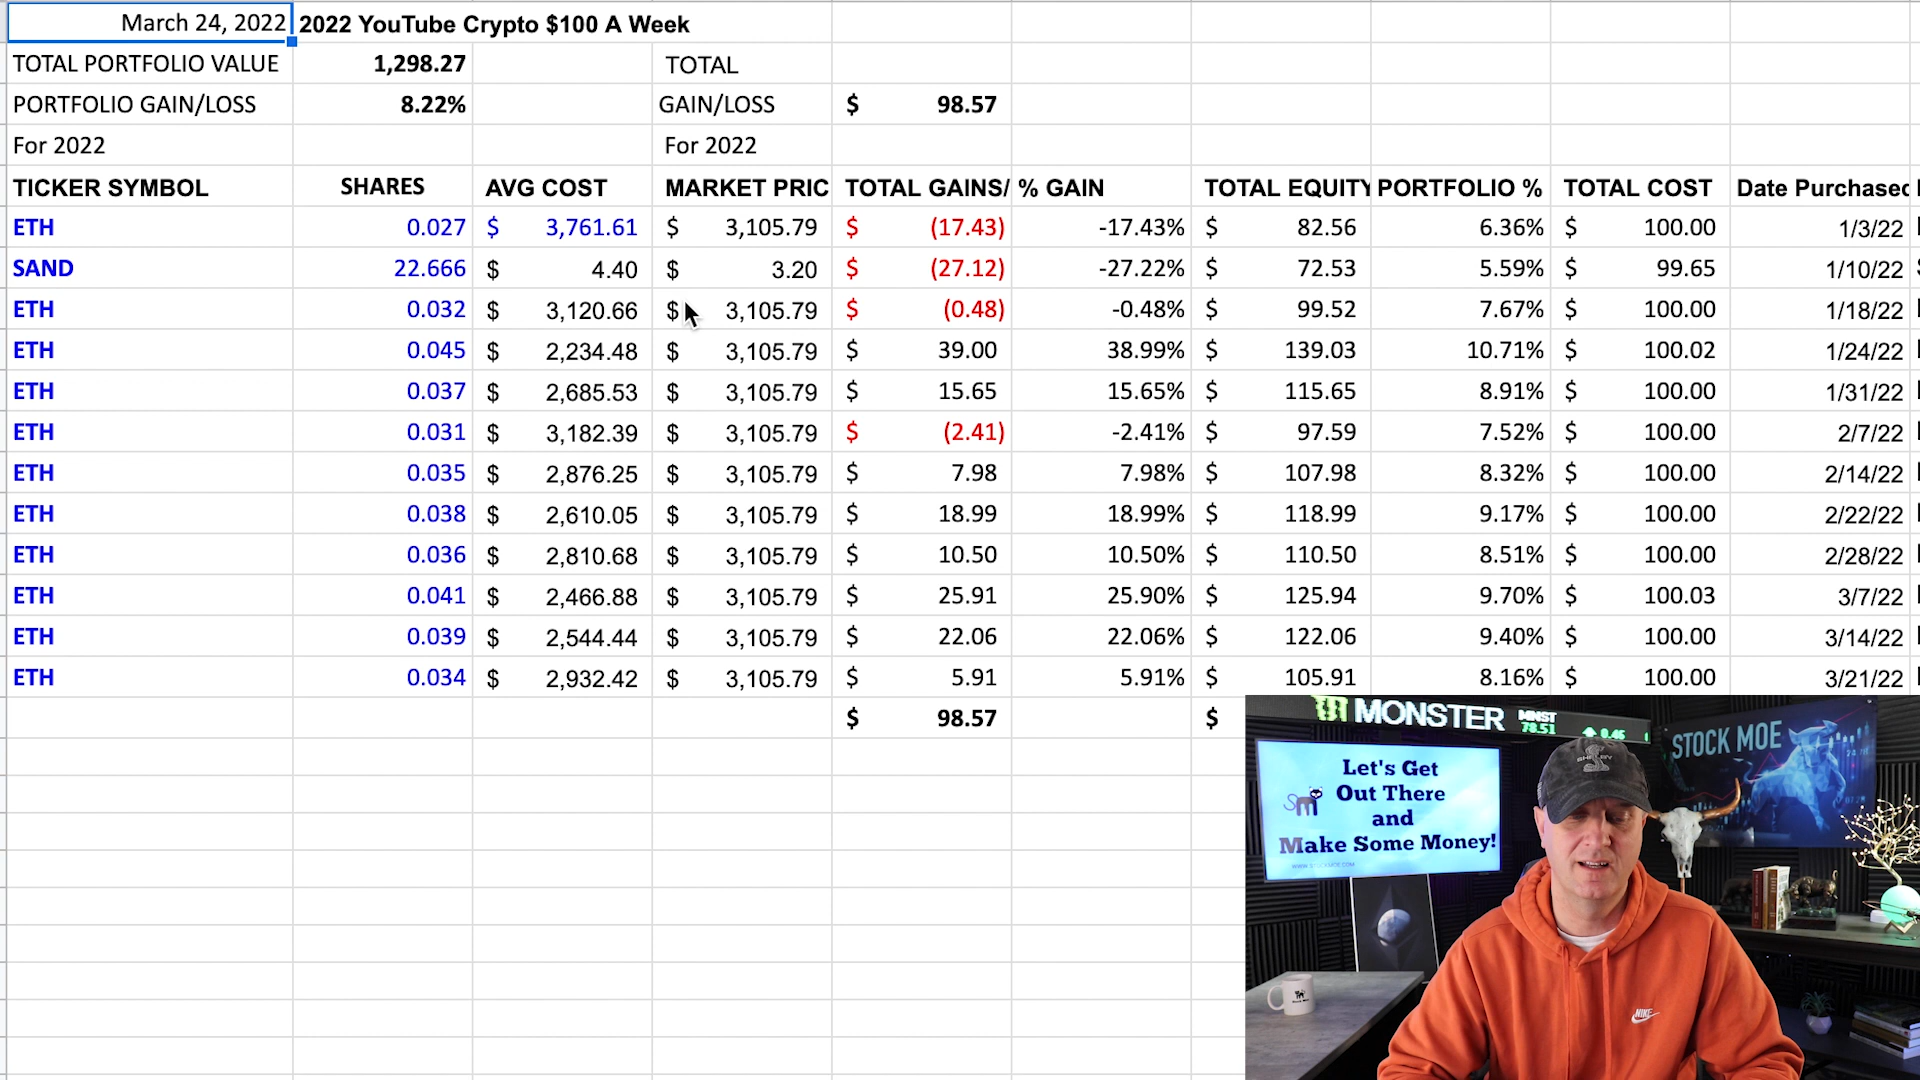 March 24, 2022 2022 YouTube Crypto $100 A Week
TOTAL PORTFOLIO VALUE 1,298.27 TOTAL
PORTFOLIO GAIN/LOSS 8.22% GAIN/LOSS $ 98.57
For 2022 For 2022
TICKER SYMBOL SHARES AVG COST MARKET PRIC TOTAL GAINS/ % GAIN TOTAL EQUITY PORTFOLIO % TOTAL COST Date Purchased
ETH 0.027 $ 3,761.61 $ 3,105.79 $ (17.43) -17.43% $ 82.56 6.36% $ 100.00 1/3/22
SAND 22.666 $ 4.40 $ 3.20 $ (27.12) -27.22% $ 72.53 5.59% $ 99.65 1/10/22
ETH 0.032 $ 3,120.66 $ 3,105.79 $ (0.48) -0.48% $ 99.52 7.67% $ 100.00 1/18/22
ETH 0.045 $ 2,234.48 $ 3,105.79 $ 39.00 38.99% $ 139.03 10.71% $ 100.02 1/24/22
ETH 0.037 $ 2,685.53 $ 3,105.79 $ 15.65 15.65% $ 115.65 8.91% $ 100.00 1/31/22
ETH 0.031 $ 3,182.39 $ 3,105.79 $ (2.41) -2.41% $ 97.59 7.52% $ 100.00 2/7/22
ETH 0.035 $ 2,876.25 $ 3,105.79 $ 7.98 7.98% $ 107.98 8.32% $ 100.00 2/14/22
ETH 0.038 $ 2,610.05 $ 3,105.79 $ 18.99 18.99% $ 118.99 9.17% $ 100.00 2/22/22
ETH 0.036 $ 2,810.68 $ 3,105.79 $ 10.50 10.50% $ 110.50 8.51% $ 100.00 2/28/22
ETH 0.041 $ 2,466.88 $ 3,105.79 $ 25.91 25.90% $ 125.94 9.70% $ 100.03 3/7/22
ETH 0.039 $ 2,544.44 $ 3,105.79 $ 22.06 22.06% $ 122.06 9.40% $ 100.00 3/14/22
ETH 0.034 $ 2,932.42 $ 3,105.79 $ 5.91 5.91% $ 105.91 8.16% $ 100.00 3/21/22
$ 98.57 $
MONSTER MNST
78.51 0.46
STOCK MOE
Let's Get
Out There
and
Make Some Money!
WWW.STOCKMOE.COM
SM
SHELBY
NIKE